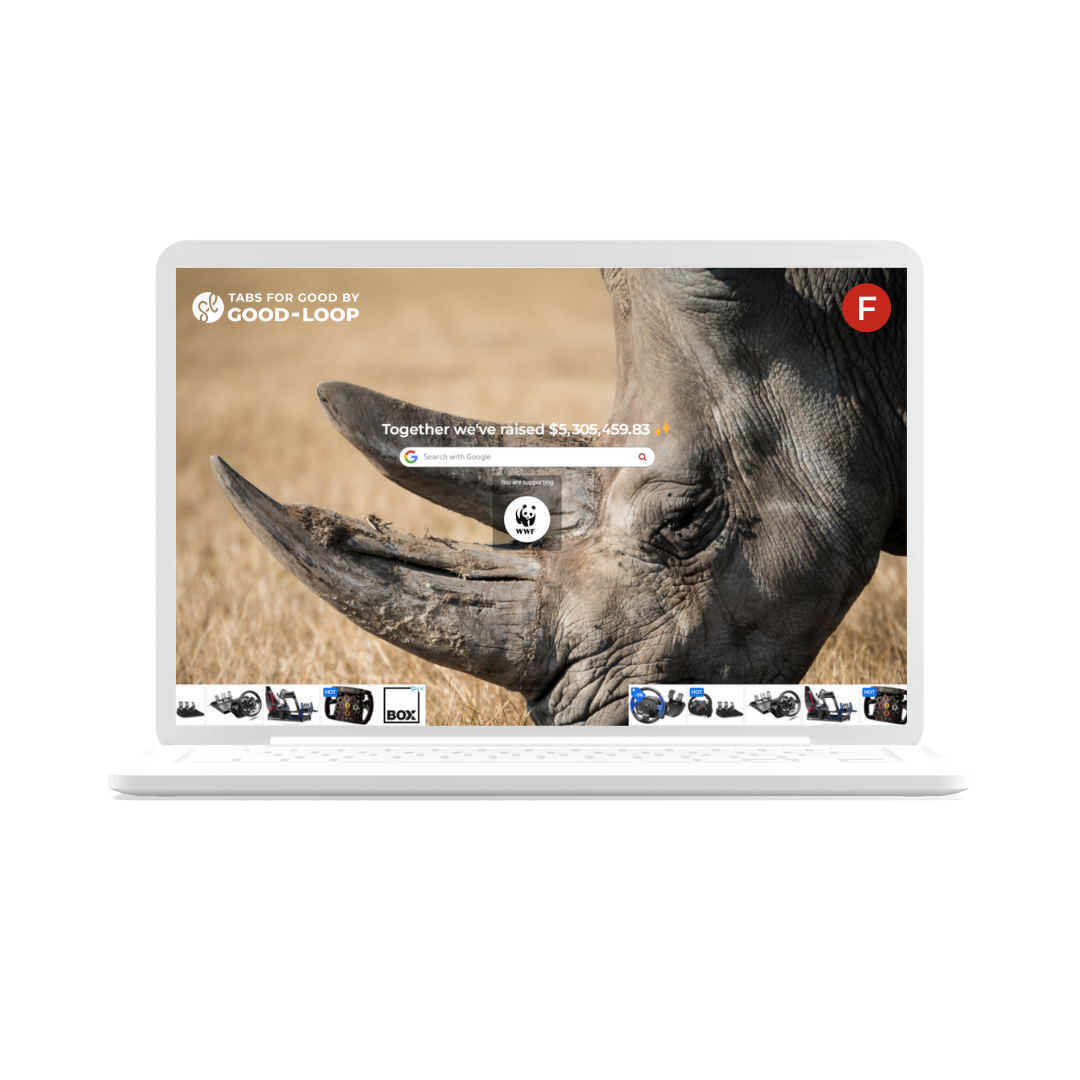 TABS FOR GOOD BY
GOOD-LOOP
F
Together we've raised $5,305,459.83
Search with Google
You are supporting
WWF
HOT
BOX
HOT
HOT